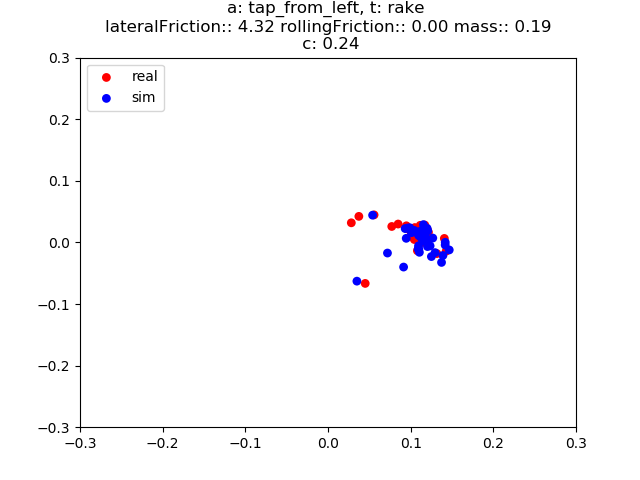 a: tap_from_left, t: rake
lateralFriction:: 4.32 rollingFriction:: 0.00 mass:: 0.19
c: 0.24
real
sim
0.3
0.2
0.1
0.0
−0.1
−0.2
−0.3
−0.3
−0.2
−0.1
0.0
0.1
0.2
0.3